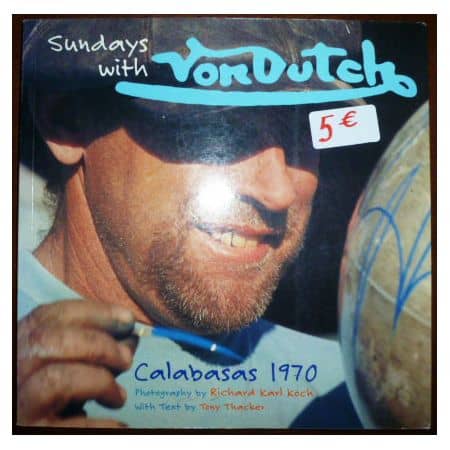 Sundays
with
VonDutch
5€
Calabasas 1970
Photography by Richard Karl Koch
With Text by Tony Thacker